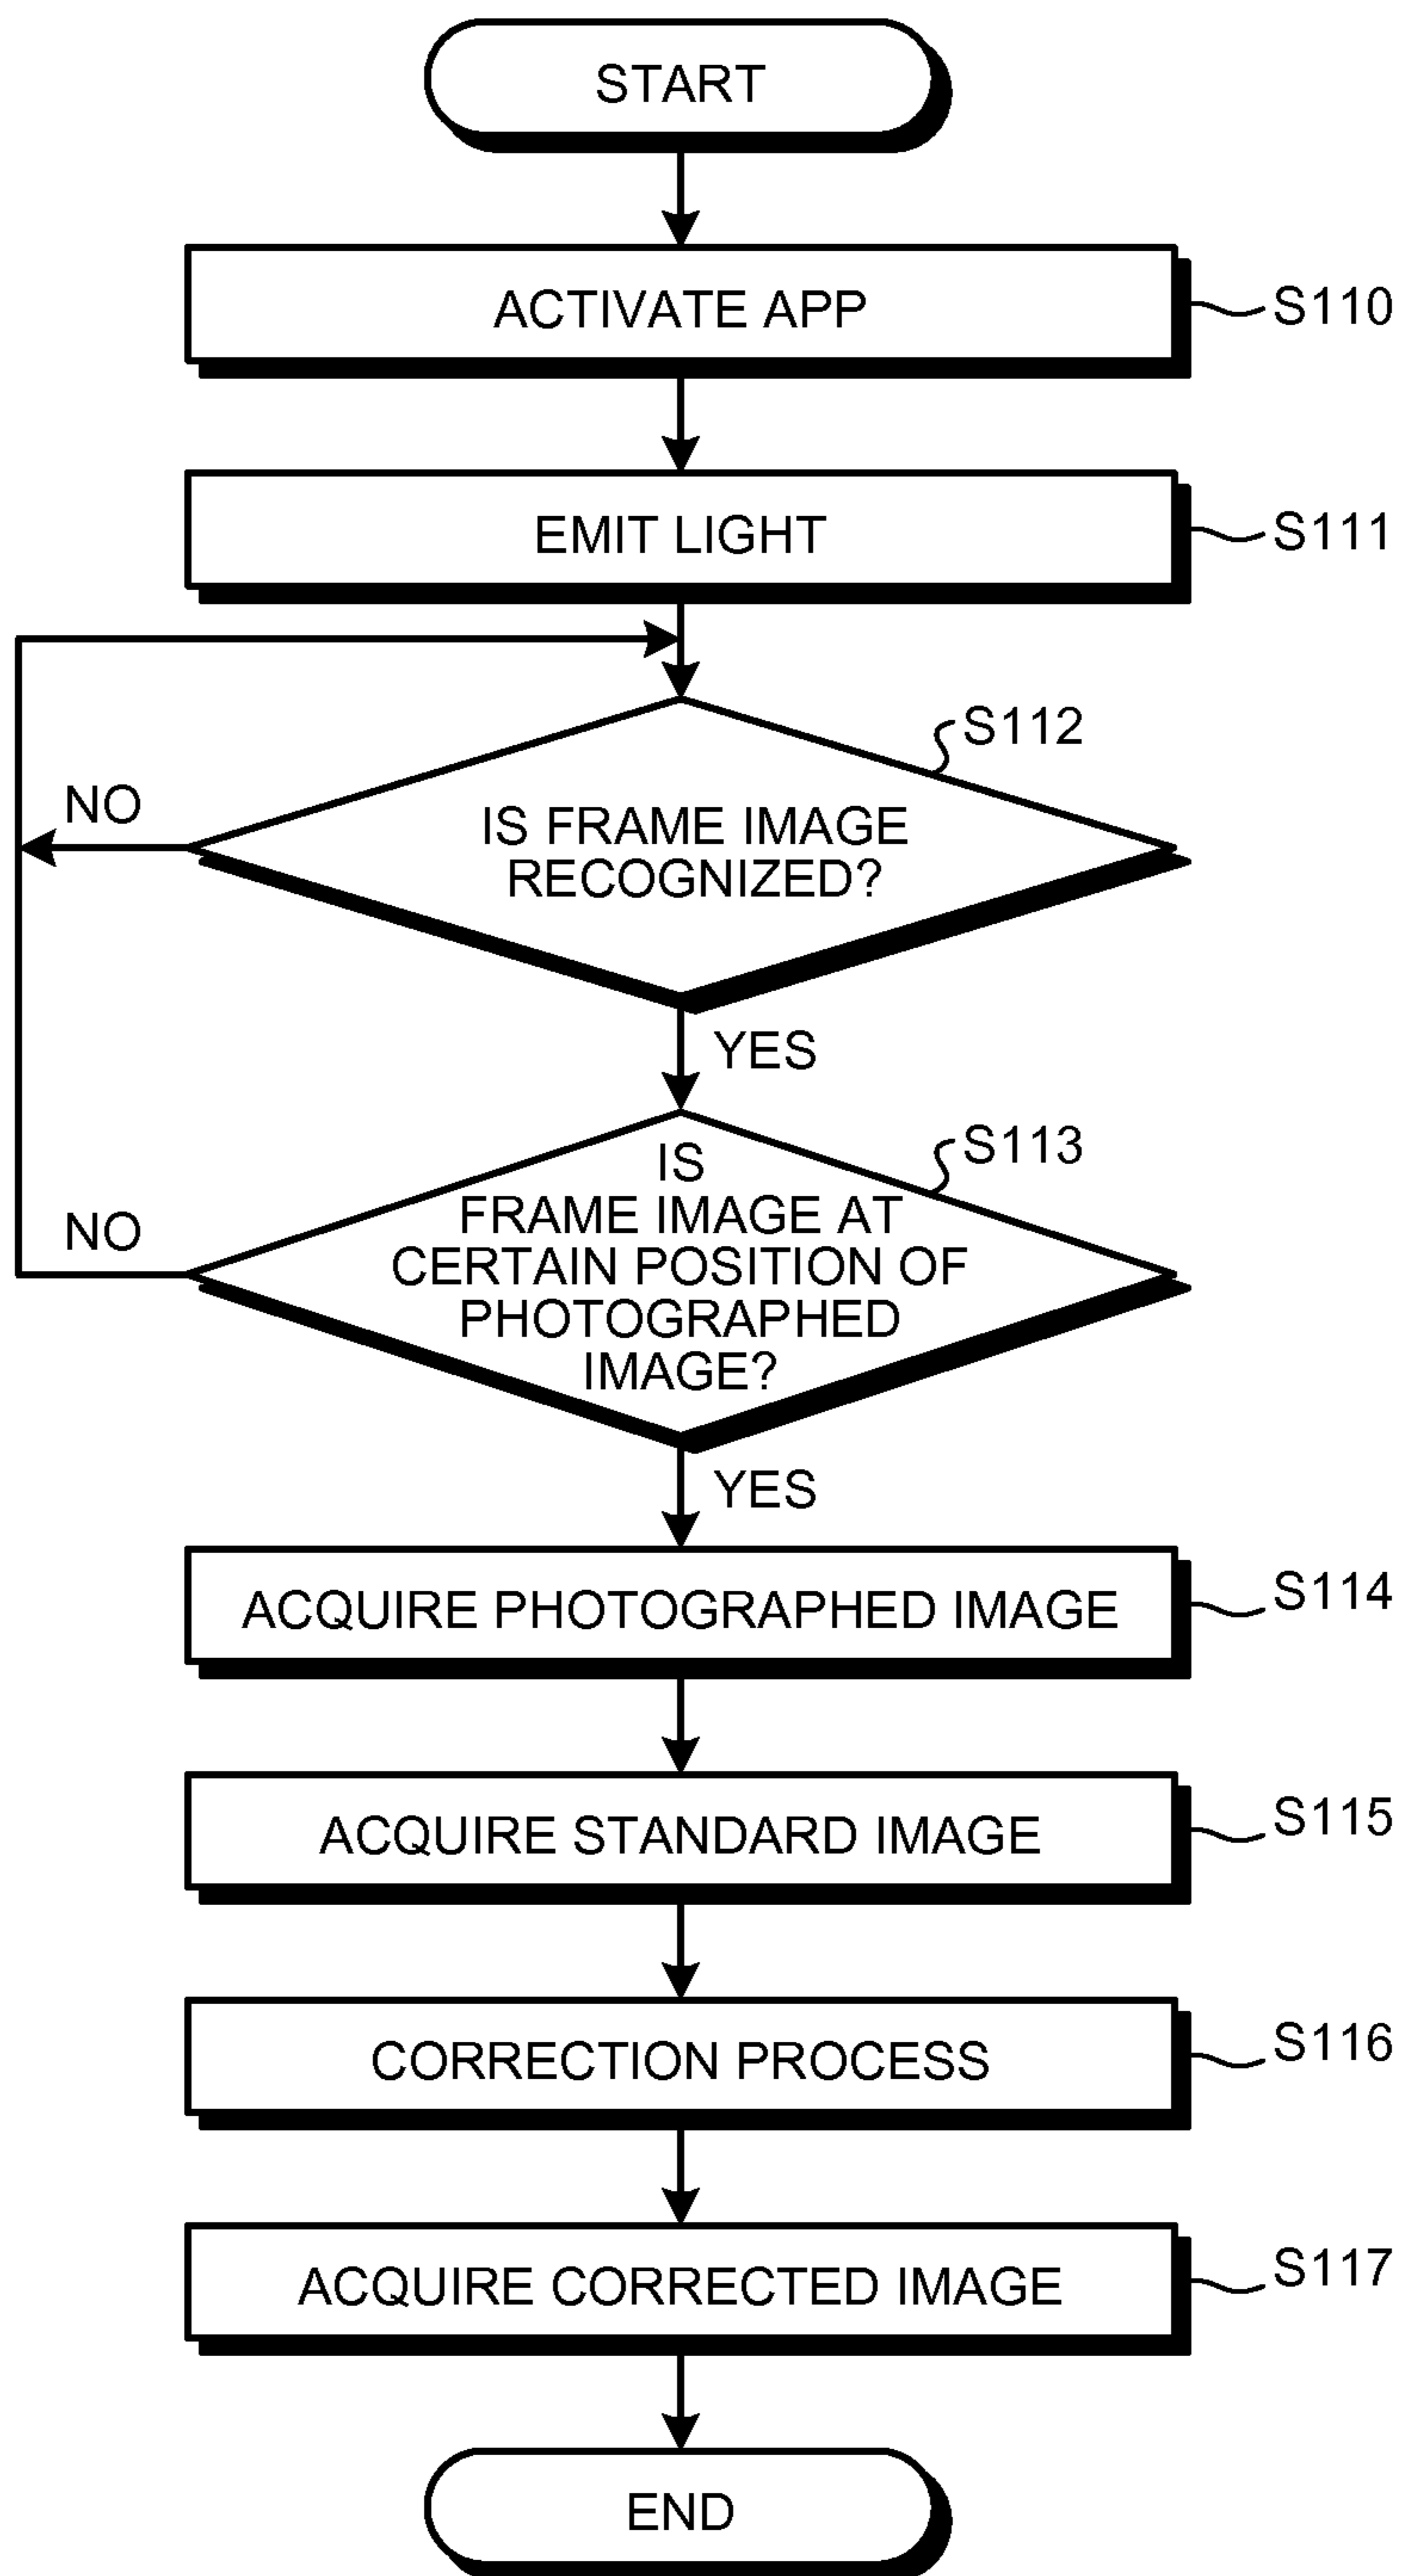 START
ACTIVATE APP
S110
EMIT LIGHT
S111
S112
NO
IS FRAME IMAGE
RECOGNIZED?
YES
S113
IS
FRAME IMAGE AT
NO
CERTAIN POSITION OF
PHOTOGRAPHED
IMAGE?
YES
ACQUIRE PHOTOGRAPHED IMAGE
S114
ACQUIRE STANDARD IMAGE
S115
CORRECTION PROCESS
S116
ACQUIRE CORRECTED IMAGE
S117
END